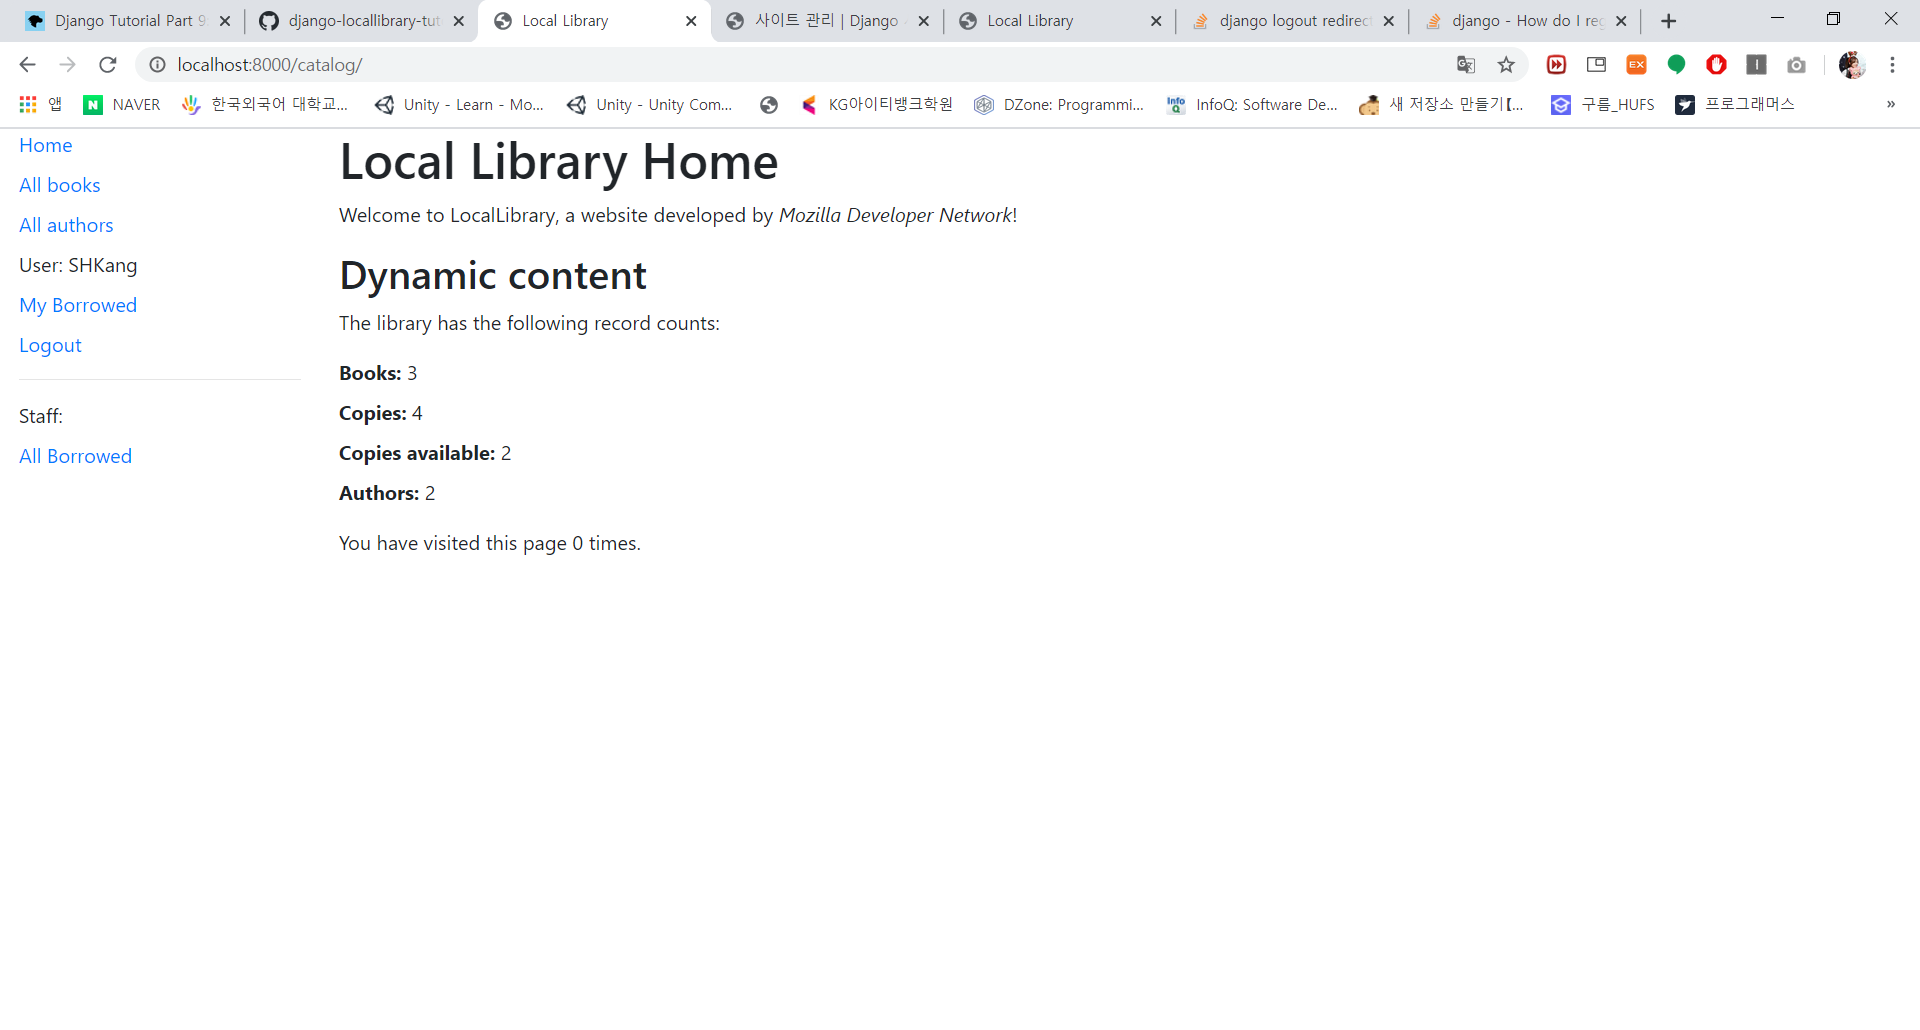 Django Tutorial Part 9
django-locallibrary-tut
Local Library
사이트 관리 | Django
Local Library
django logout redirect
django - How do I reg
localhost:8000/catalog/
앱
NAVER
한국외국어 대학교...
Unity - Learn - Mo...
Unity - Unity Com...
KG아이티뱅크학원
DZone: Programmi...
InfoQ: Software De...
새 저장소 만들기【...
구름_HUFS
프로그래머스
»
Home
All books
All authors
User: SHKang
My Borrowed
Logout
Staff:
All Borrowed
Local Library Home
Welcome to LocalLibrary, a website developed by Mozilla Developer Network!
Dynamic content
The library has the following record counts:
Books: 3
Copies: 4
Copies available: 2
Authors: 2
You have visited this page 0 times.